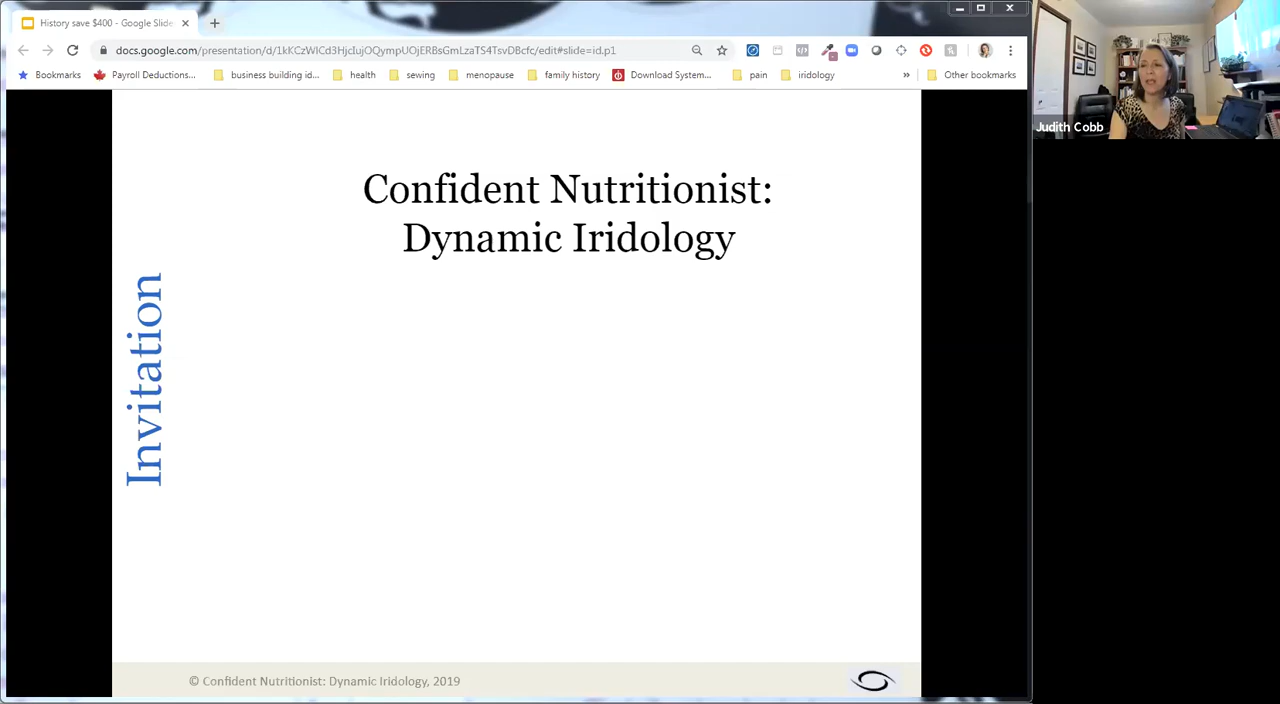 History save $400 - Google Slide
docs.google.com/presentation/d/1kKCzWICd3HjcIujOQympUOjERBsGmLzaTS4TsvDBcfc/edit#slide=id.p1
Bookmarks
Payroll Deductions...
business building id...
health
sewing
menopause
family history
Download System...
pain
iridology
»
Other bookmarks
Judith Cobb
Confident Nutritionist:
Dynamic Iridology
Invitation
© Confident Nutritionist: Dynamic Iridology, 2019